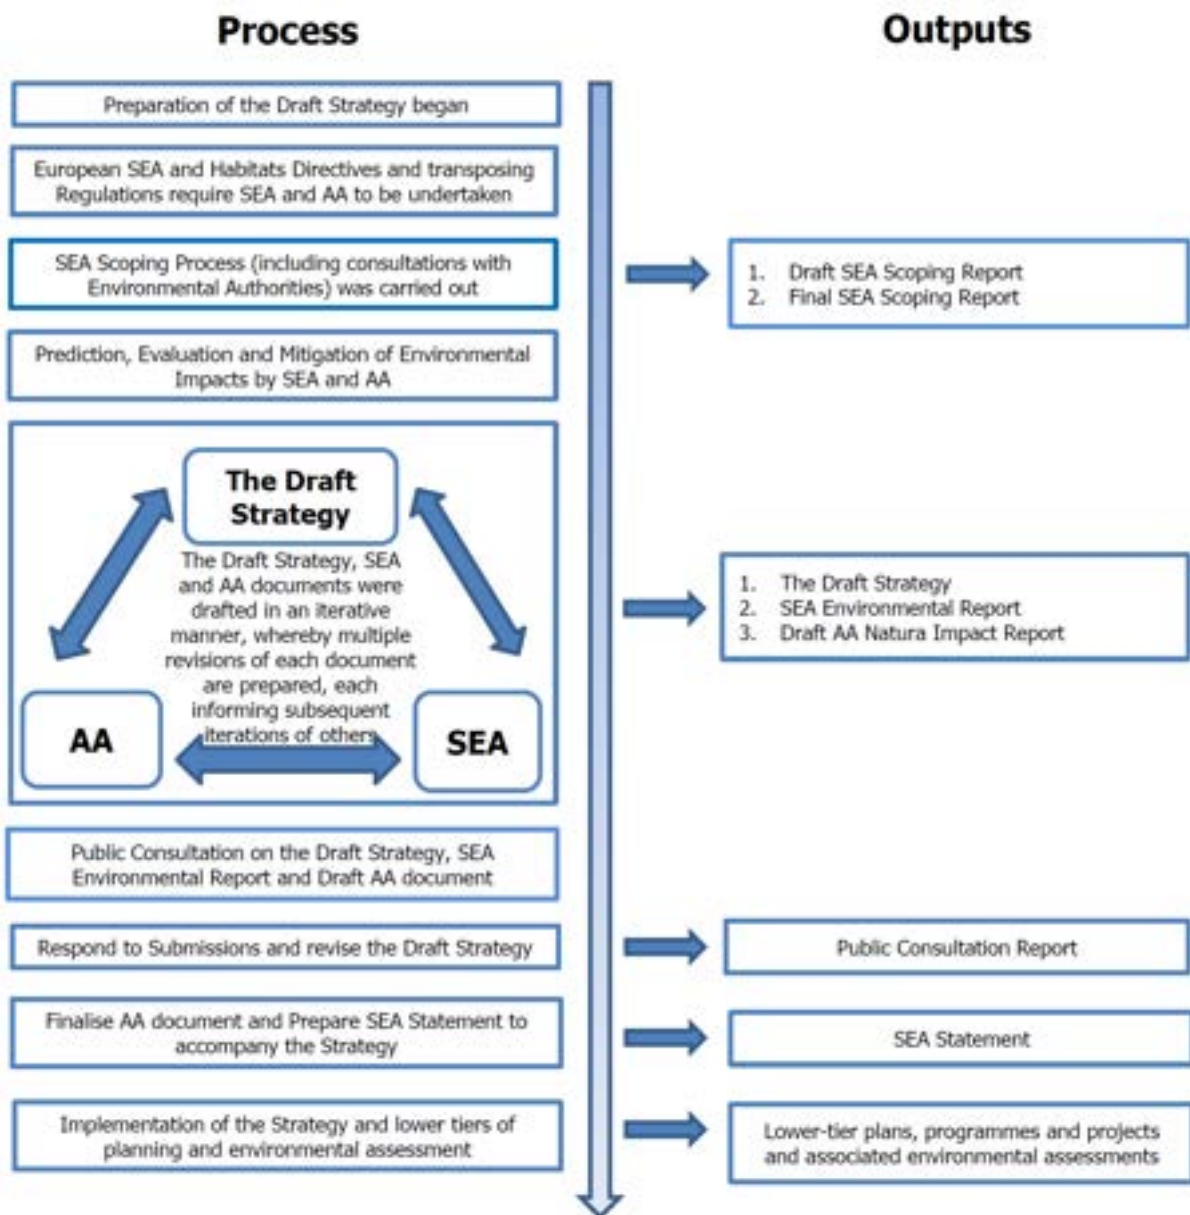 Process
Outputs
Preparation of the Draft Strategy began
European SEA and Habitats Directives and transposing
Regulations require SEA and AA to be undertaken
SEA Scoping Process (including consultations with
Environmental Authorities) was carried out
1. Draft SEA Scoping Report
2. Final SEA Scoping Report
Prediction, Evaluation and Mitigation of Environmental
Impacts by SEA and AA
The Draft
Strategy
The Draft Strategy, SEA
and AA documents were
drafted in an iterative
manner, whereby multiple
revisions of each document
are prepared, each
informing subsequent
iterations of others
AA
SEA
1. The Draft Strategy
2. SEA Environmental Report
3. Draft AA Natura Impact Report
Public Consultation on the Draft Strategy, SEA
Environmental Report and Draft AA document
Respond to Submissions and revise the Draft Strategy
Public Consultation Report
Finalise AA document and Prepare SEA Statement to
accompany the Strategy
SEA Statement
Implementation of the Strategy and lower tiers of
planning and environmental assessment
Lower-tier plans, programmes and projects
and associated environmental assessments